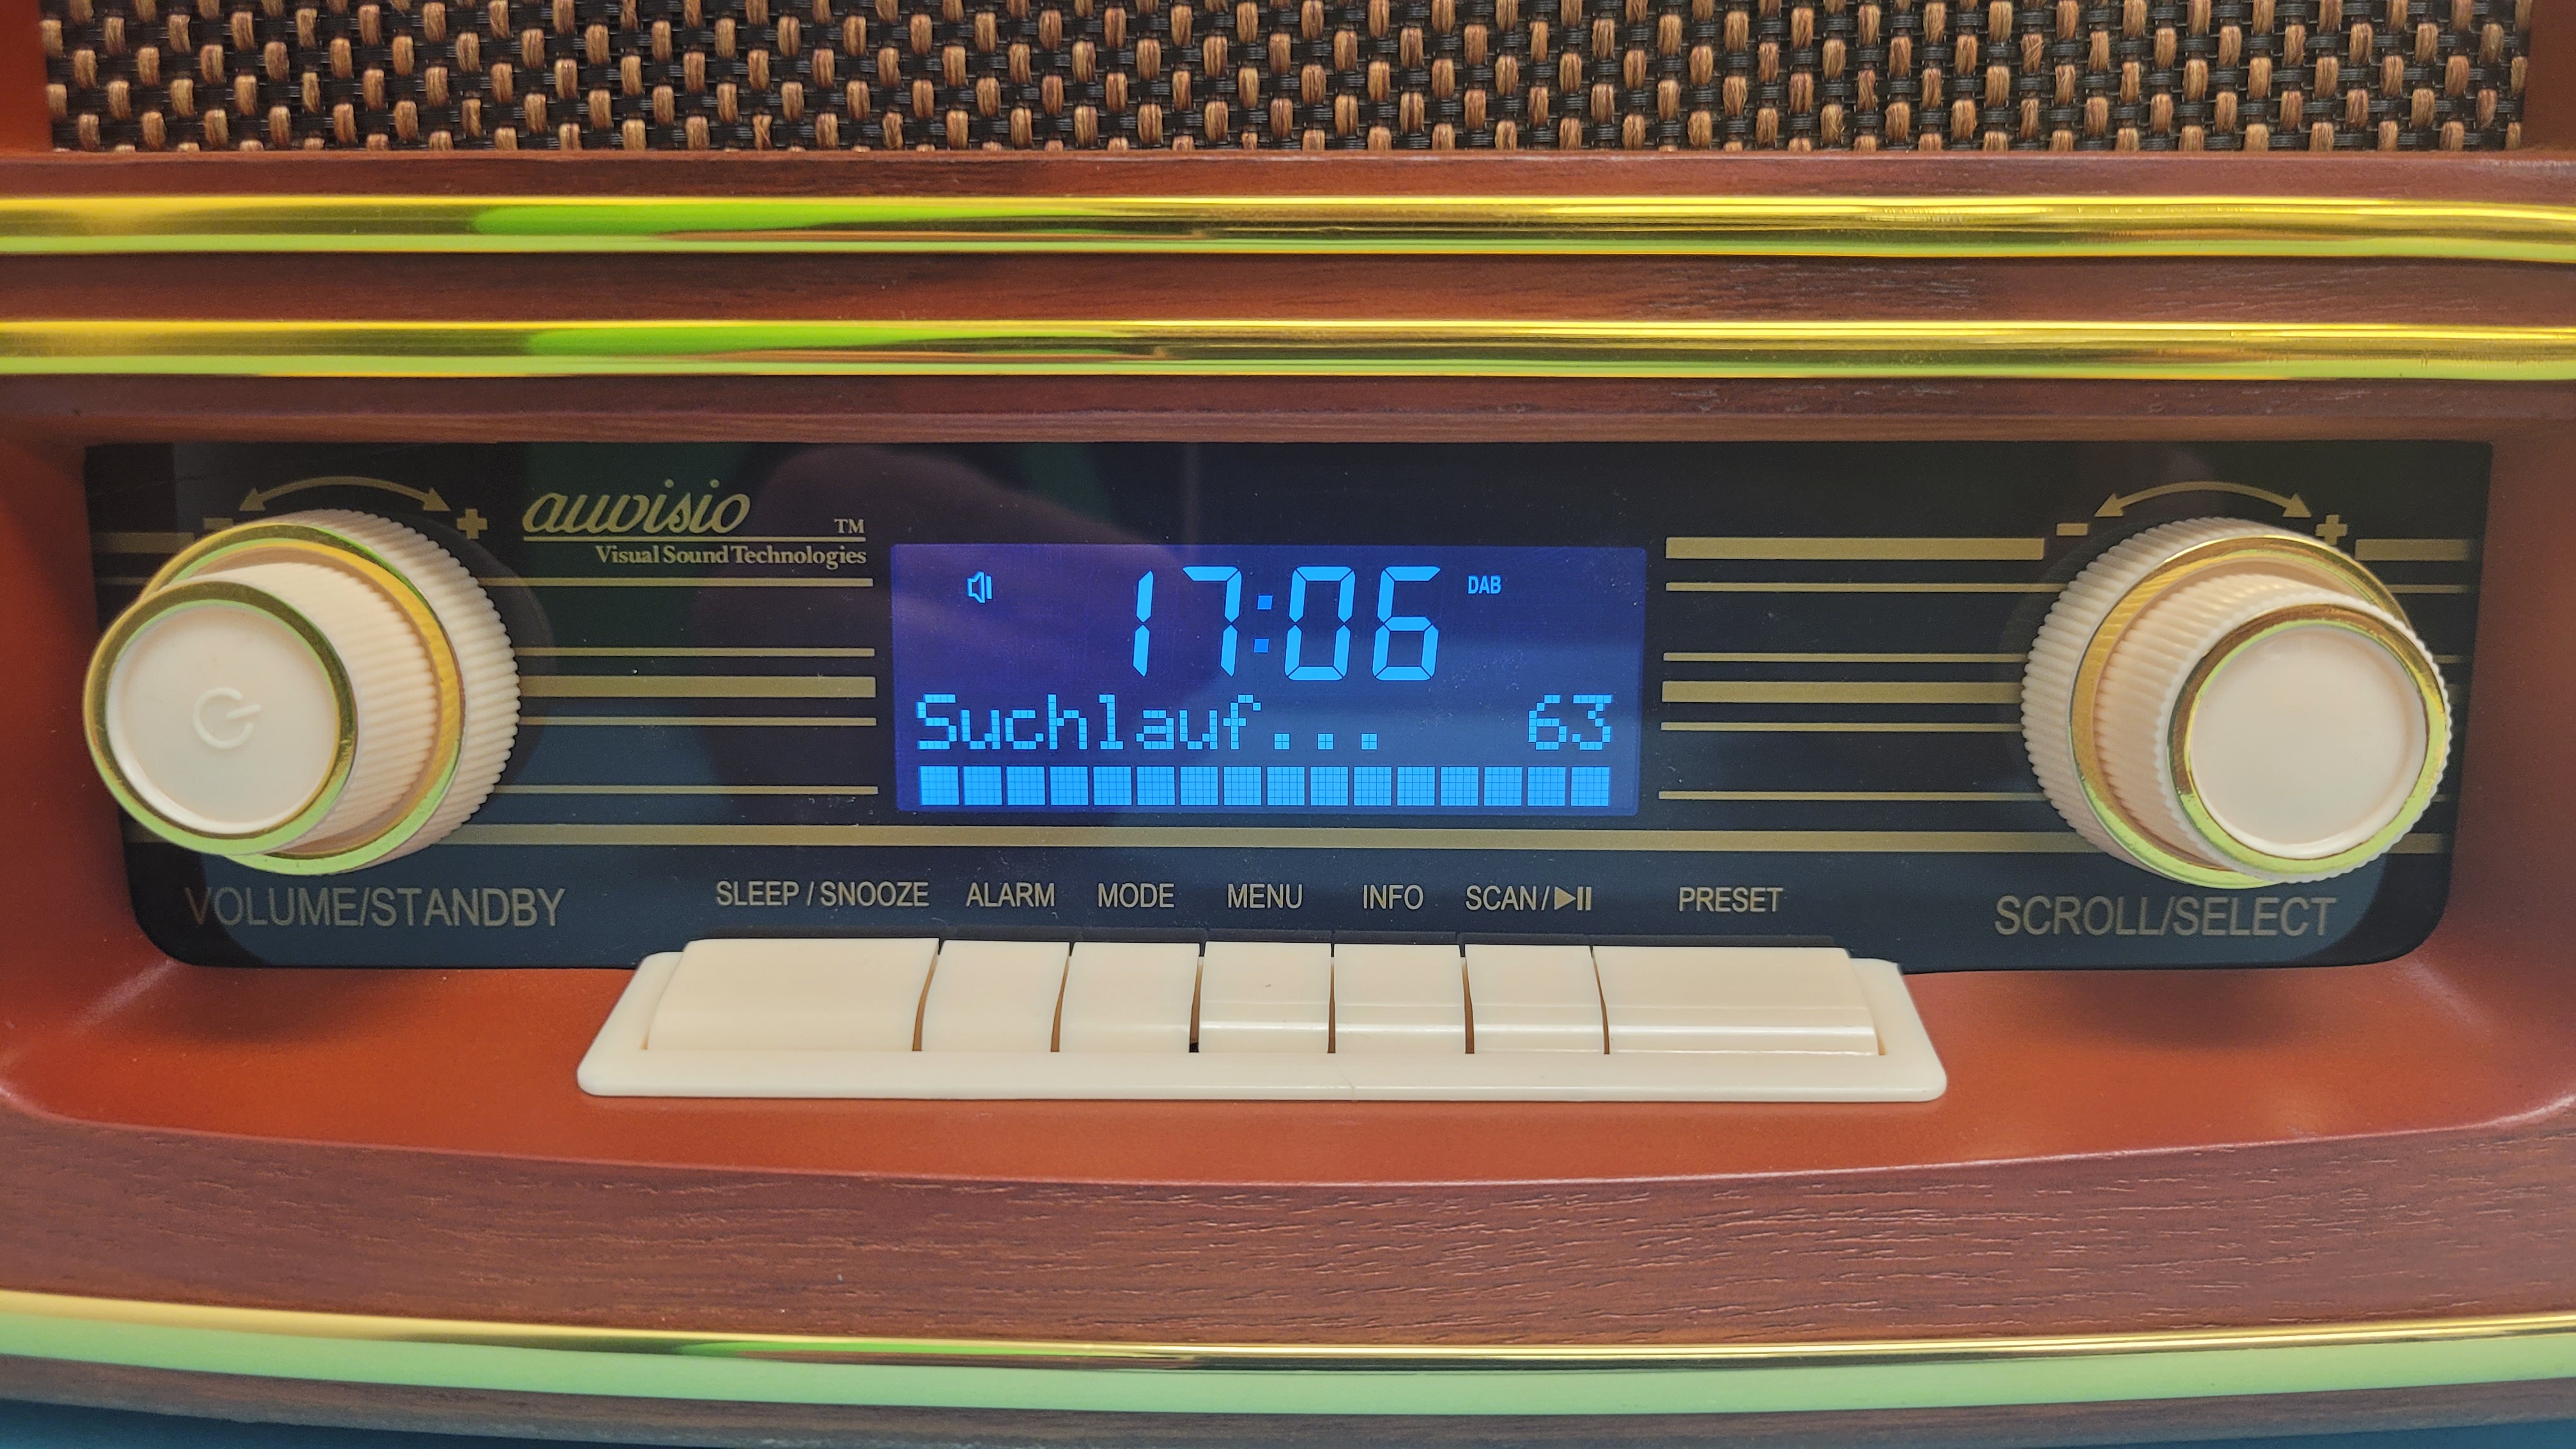 auvisio TM
Visual Sound Technologies
17:06 DAB
Suchlauf... 63
SLEEP / SNOOZE ALARM MODE MENU INFO SCAN / PRESET
VOLUME/STANDBY
SCROLL/SELECT